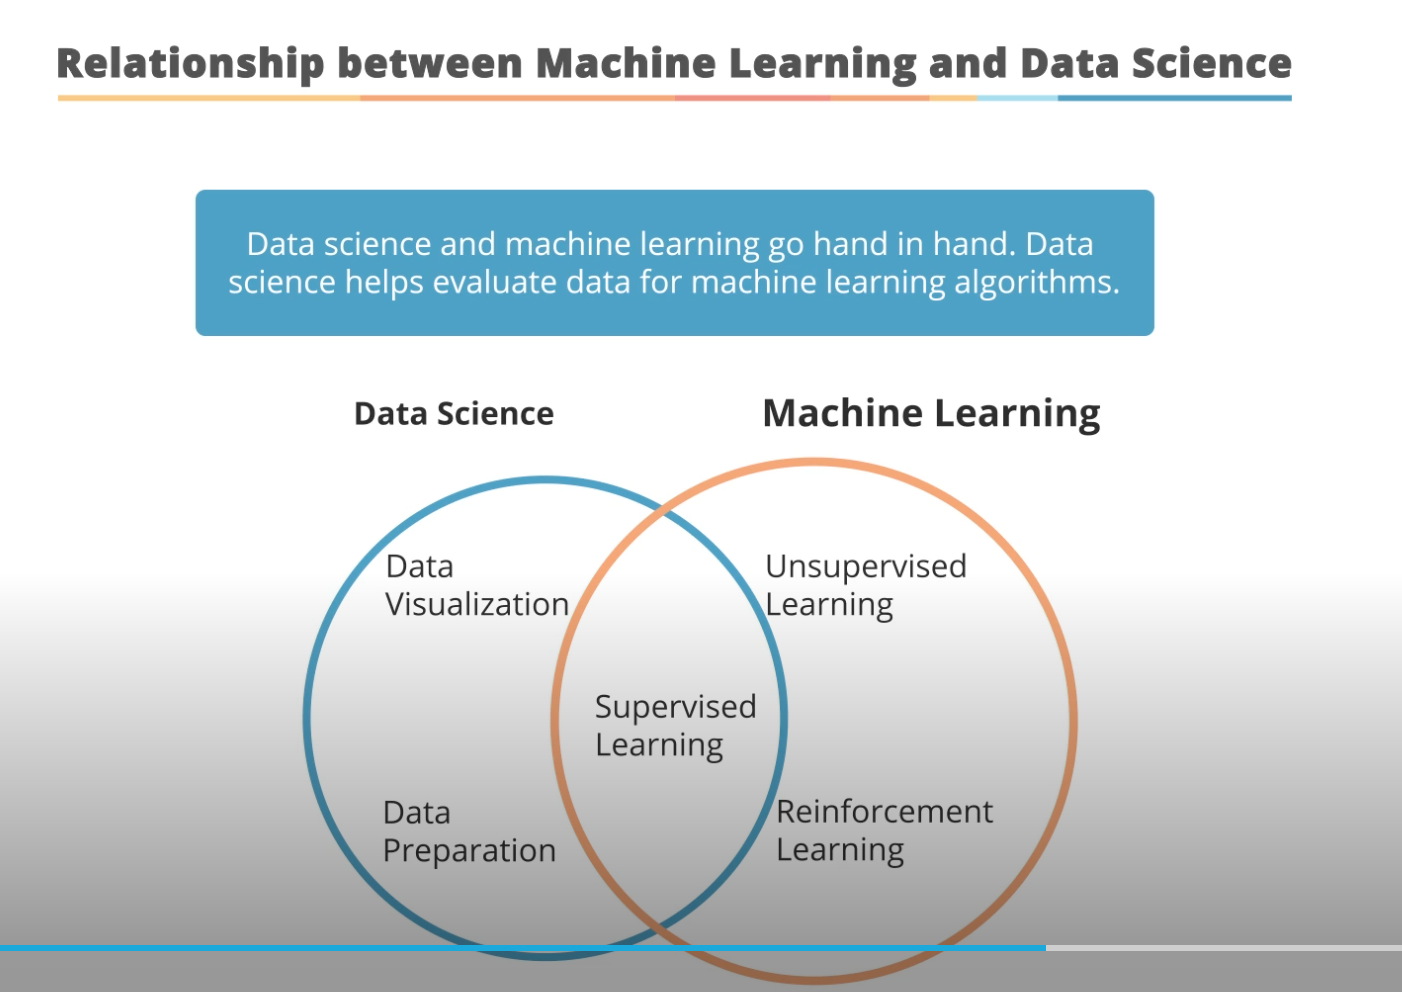 Relationship between Machine Learning and Data Science
Data science and machine learning go hand in hand. Data
science helps evaluate data for machine learning algorithms.
Data Science
Machine Learning
Data
Visualization
Unsupervised
Learning
Supervised
Learning
Data
Preparation
Reinforcement
Learning